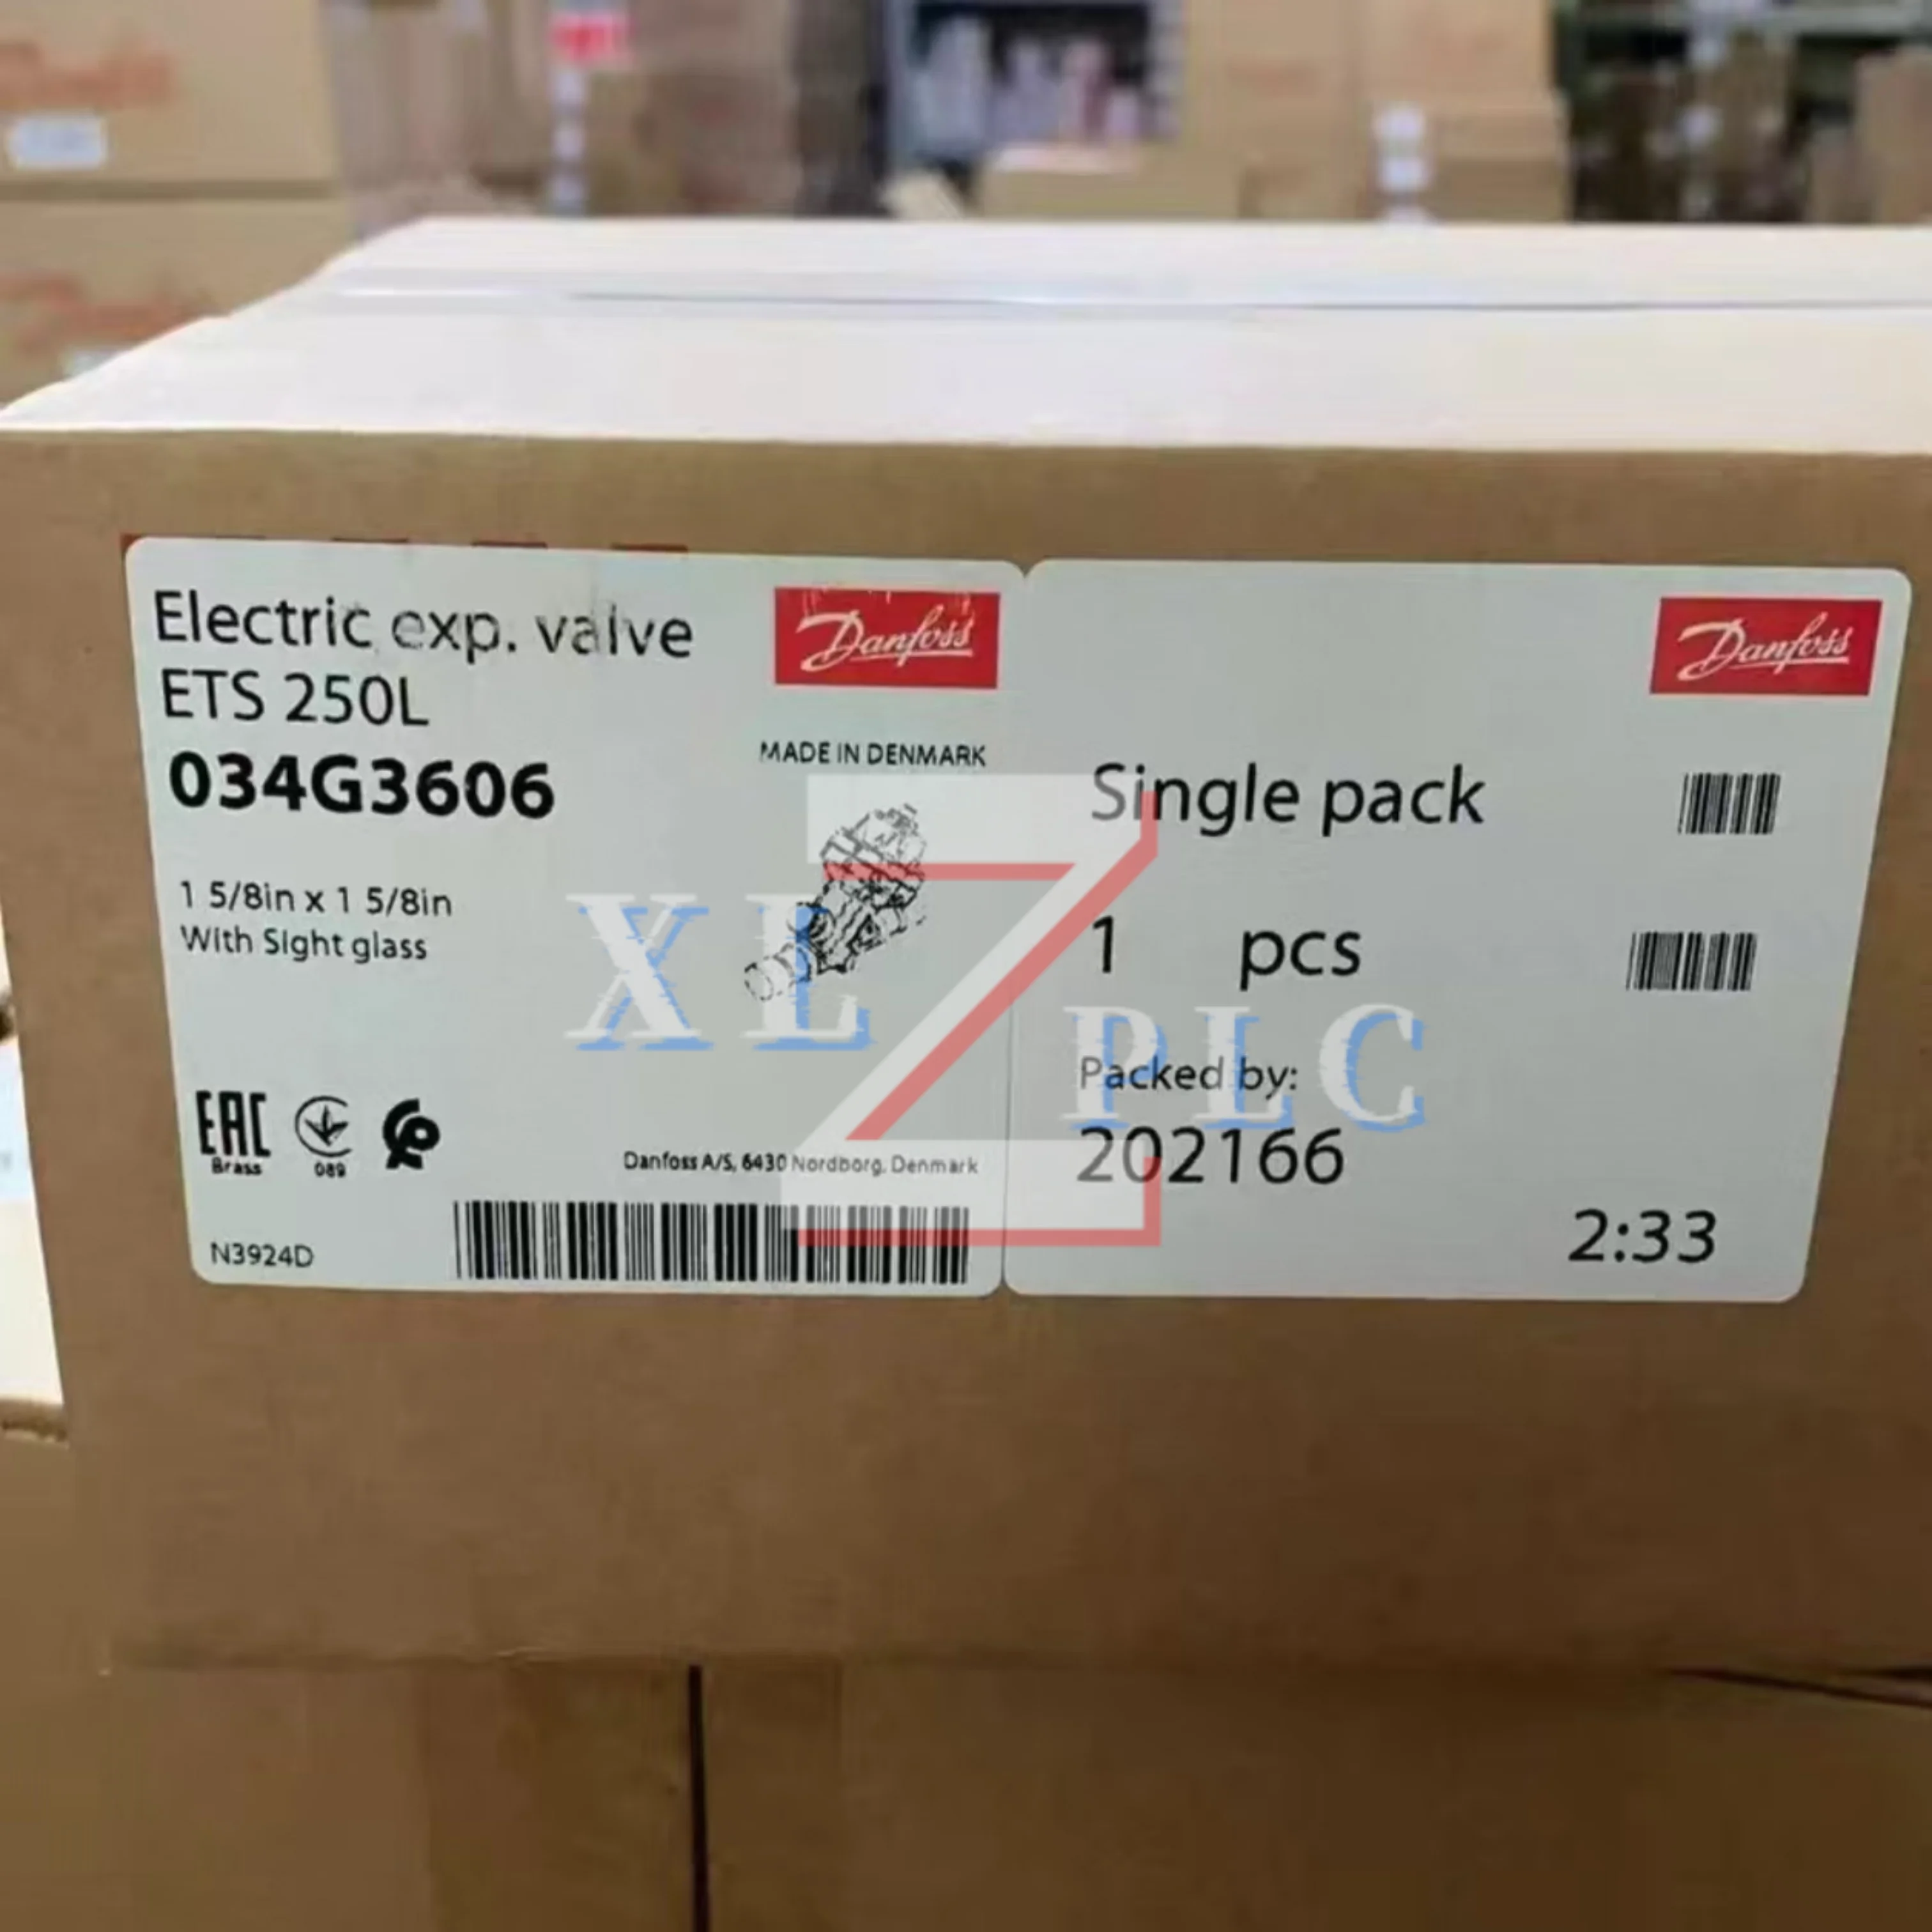 Electric exp. valve
ETS 250L
034G3606
Danfoss
MADE IN DENMARK
1 5/8in x 1 5/8in
With Sight glass
EAC
Brass
089
Danfoss A/S, 6430 Nordborg, Denmark
N3924D
Danfoss
Single pack
1 pcs
Packed by:
202166
2:33
XL Z PLC